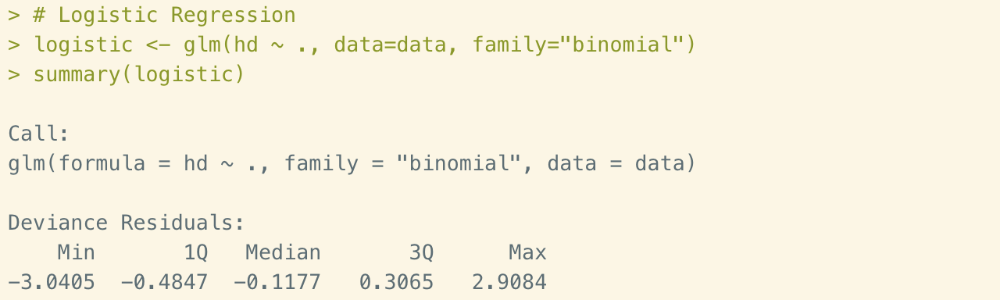 > # Logistic Regression
> logistic <- glm(hd ~ ., data=data, family="binomial")
> summary(logistic)
Call:
glm(formula = hd ~ ., family = "binomial", data = data)
Deviance Residuals:
    Min       1Q   Median       3Q      Max
−3.0405  −0.4847  −0.1177   0.3065   2.9084